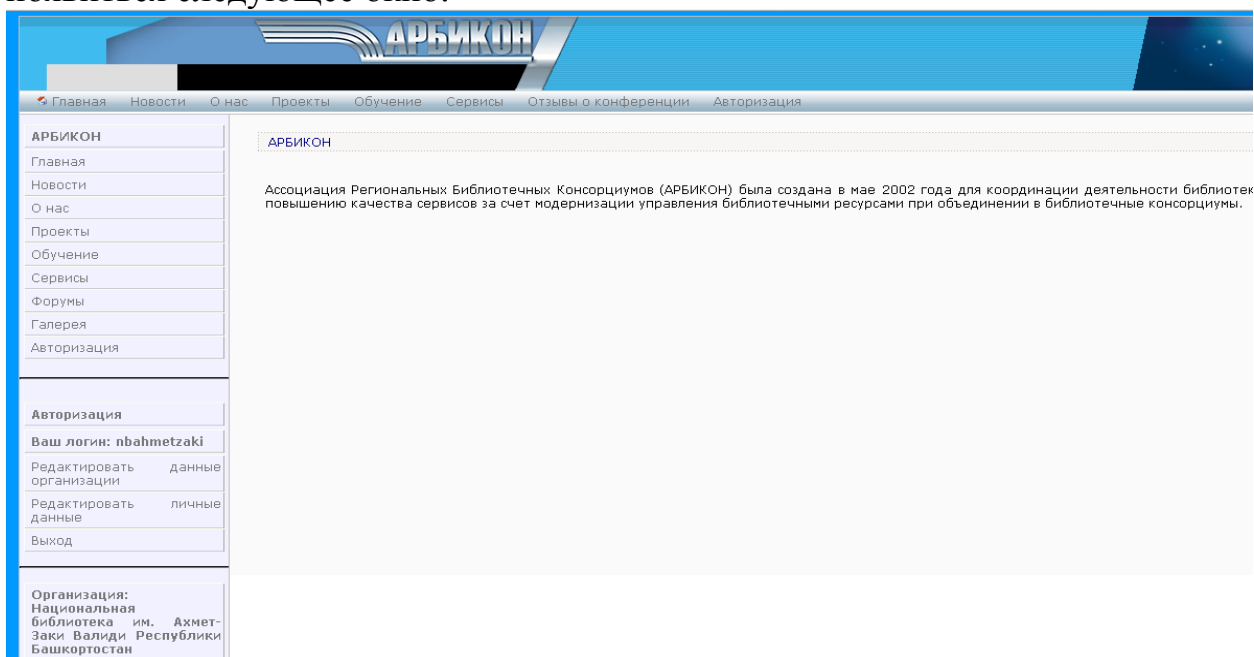 появиться следующее окно:
АРБИКОН
Главная Новости О нас Проекты Обучение Сервисы Отзывы о конференции Авторизация
АРБИКОН
Главная
Новости
О нас
Проекты
Обучение
Сервисы
Форумы
Галерея
Авторизация
Авторизация
Ваш логин: nbahmetzaki
Редактировать данные
организации
Редактировать личные
данные
Выход
Организация:
Национальная
библиотека им. Ахмет-
Заки Валиди Республики
Башкортостан
АРБИКОН
Ассоциация Региональных Библиотечных Консорциумов (АРБИКОН) была создана в мае 2002 года для координации деятельности библиотек
повышению качества сервисов за счет модернизации управления библиотечными ресурсами при объединении в библиотечные консорциумы.